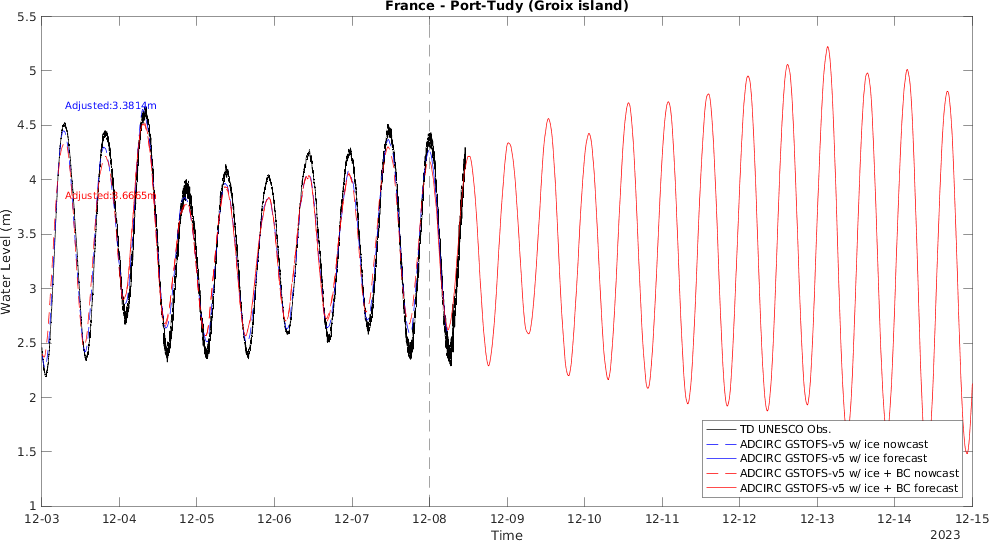 France - Port-Tudy (Groix island)
5.5
5
4.5
4
3.5
3
2.5
2
1.5
1
Water Level (m)
Adjusted:3.3814m
Adjusted:3.6665m
TD UNESCO Obs.
ADCIRC GSTOFS-v5 w/ ice nowcast
ADCIRC GSTOFS-v5 w/ ice forecast
ADCIRC GSTOFS-v5 w/ ice + BC nowcast
ADCIRC GSTOFS-v5 w/ ice + BC forecast
12-03 12-04 12-05 12-06 12-07 12-08 12-09 12-10 12-11 12-12 12-13 12-14 12-15
Time
2023